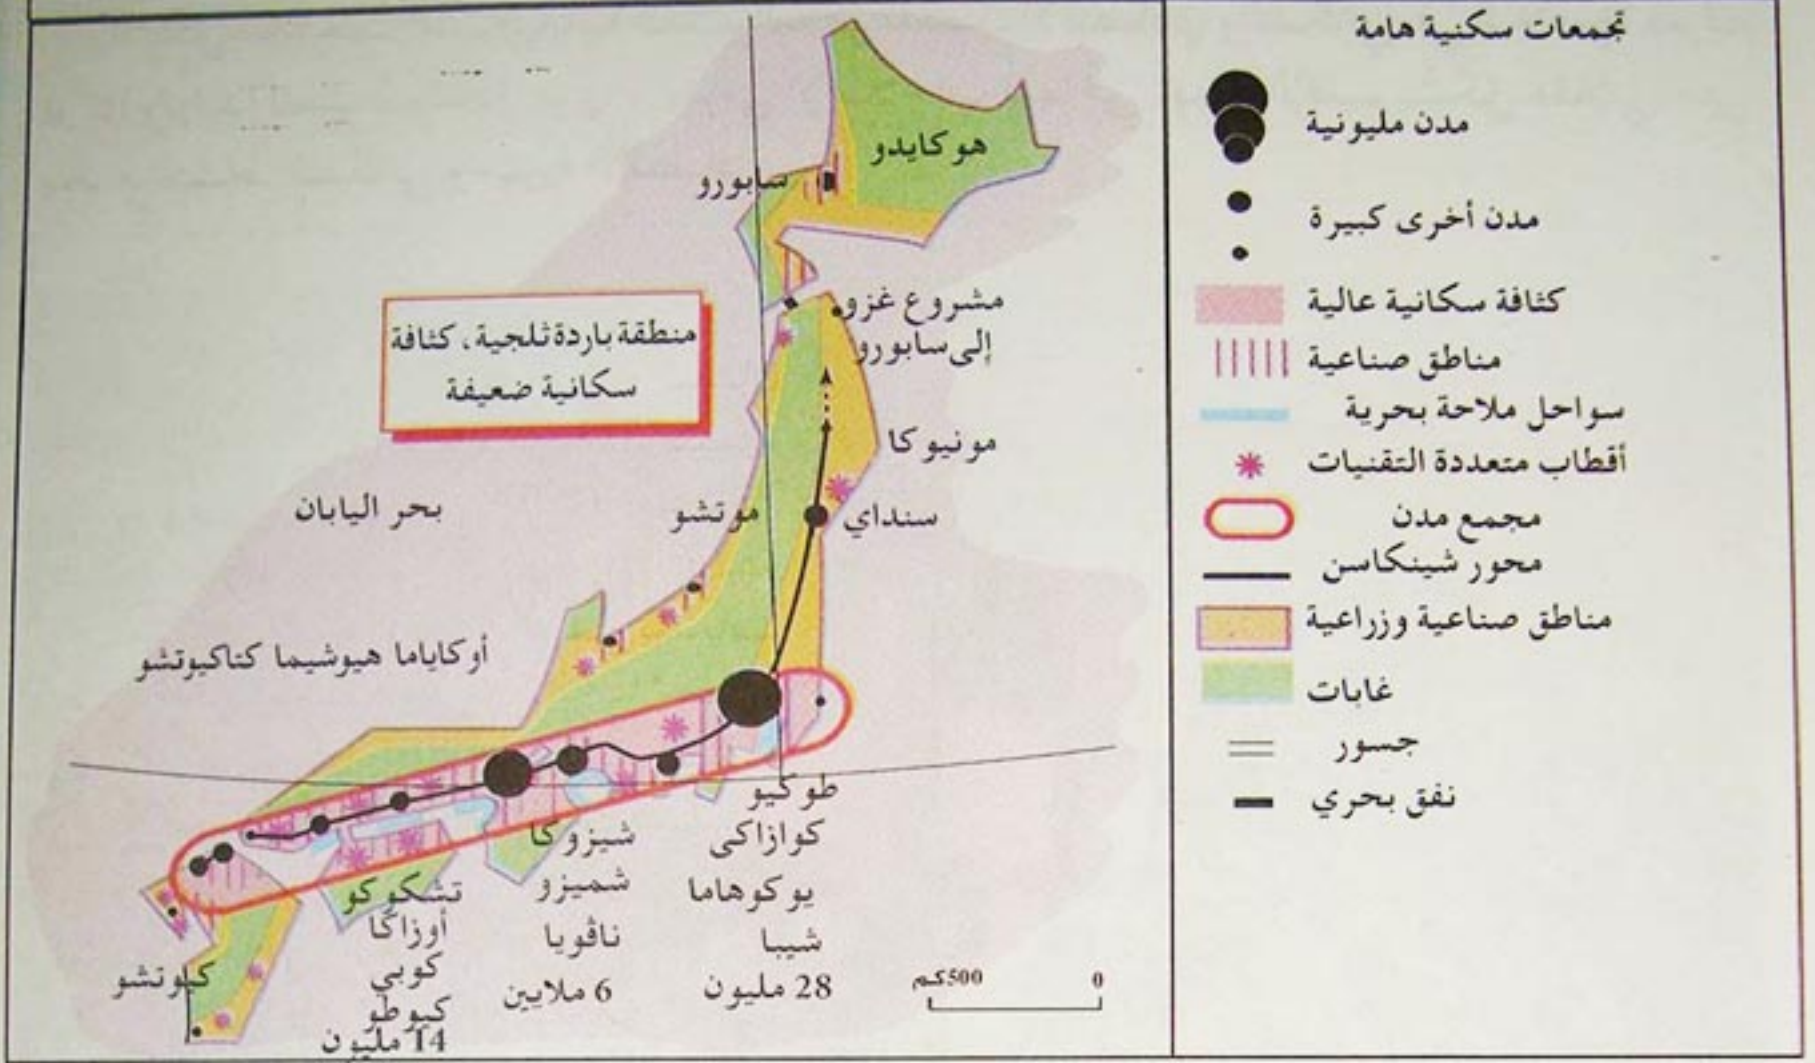 تجمعات سكنية هامة
مدن مليونية
مدن أخرى كبيرة
كثافة سكانية عالية
مناطق صناعية
سواحل ملاحة بحرية
أقطاب متعددة التقنيات
مجمع مدن
محور شينكاسن
مناطق صناعية وزراعية
غابات
جسور
نفق بحري
هوكايدو
سابورو
مشروع غزو
إلى سابورو
منطقة باردة ثلجية، كثافة
سكانية ضعيفة
مونيوكا
بحر اليابان
موتشو
سنداي
أوكاياما هيوشيما كتاكيوتشو
طوكيو
كوازاكي
يوكوهاما
شيبا
28 مليون
شيزوكا
شميزو
ناڤويا
6 ملايين
تشكوكو
أوزاكا
كوبي
كيوطو
14 مليون
كيوتشو
500كم
0